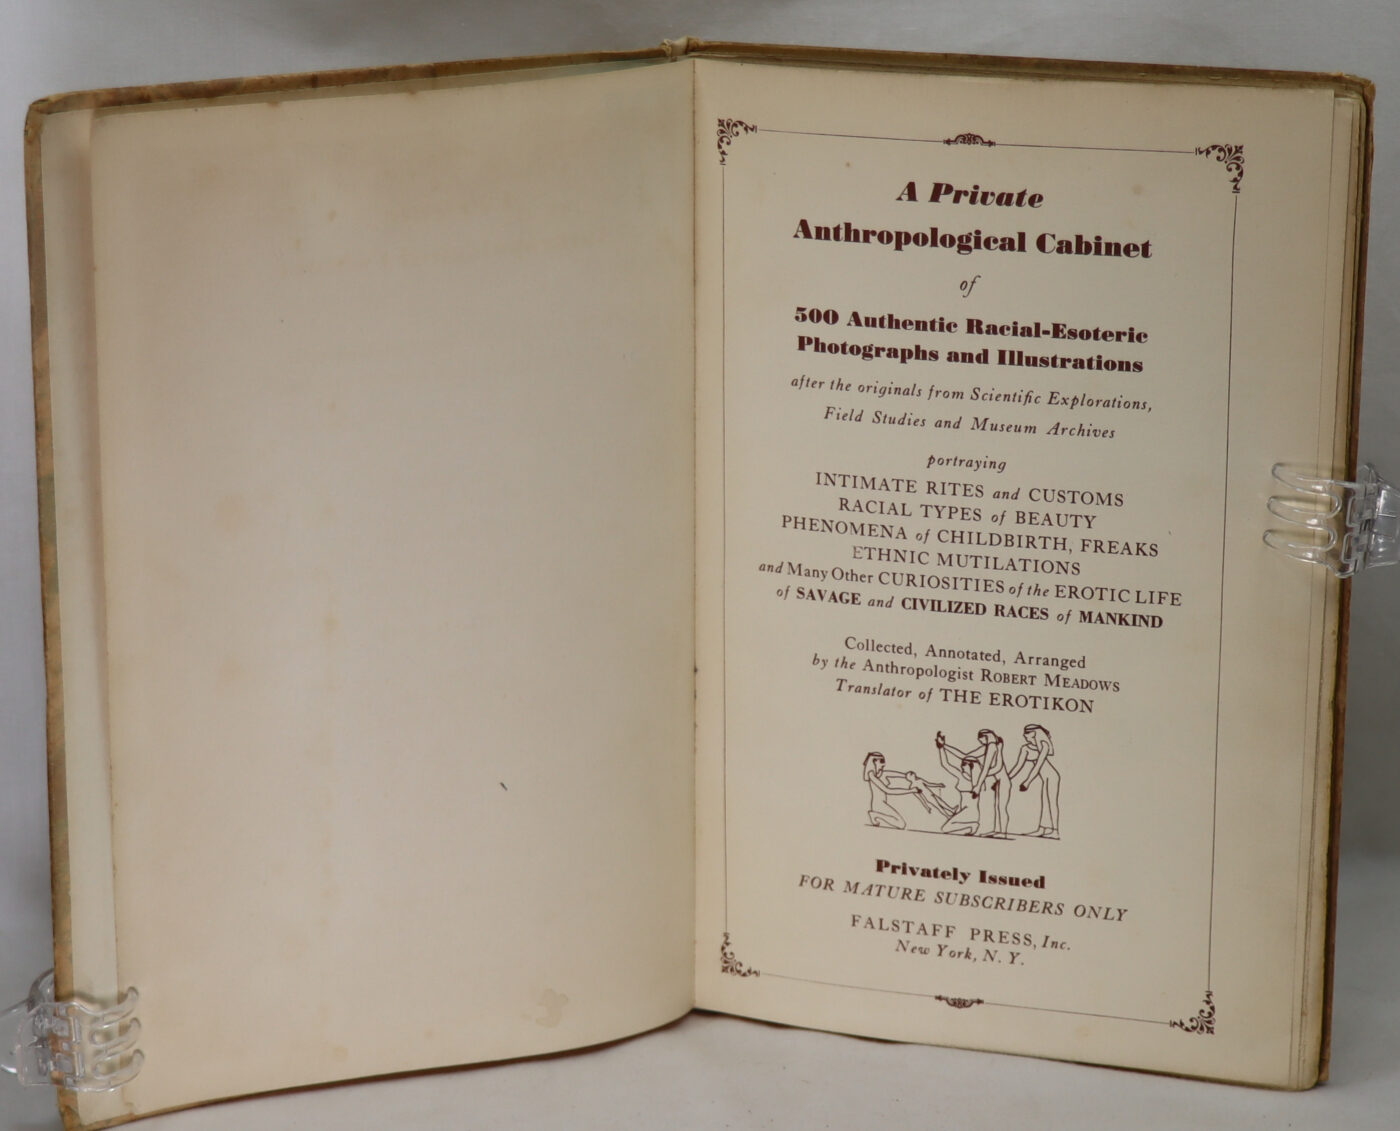 A Private
Anthropological Cabinet
of
500 Authentic Racial-Esoteric
Photographs and Illustrations
after the originals from Scientific Explorations,
Field Studies and Museum Archives
portraying
INTIMATE RITES and CUSTOMS
RACIAL TYPES of BEAUTY
PHENOMENA of CHILDBIRTH, FREAKS
ETHNIC MUTILATIONS
and Many Other CURIOSITIES of the EROTIC LIFE
of SAVAGE and CIVILIZED RACES of MANKIND
Collected, Annotated, Arranged
by the Anthropologist ROBERT MEADOWS
Translator of THE EROTIKON
Privately Issued
FOR MATURE SUBSCRIBERS ONLY
FALSTAFF PRESS, Inc.
New York, N. Y.